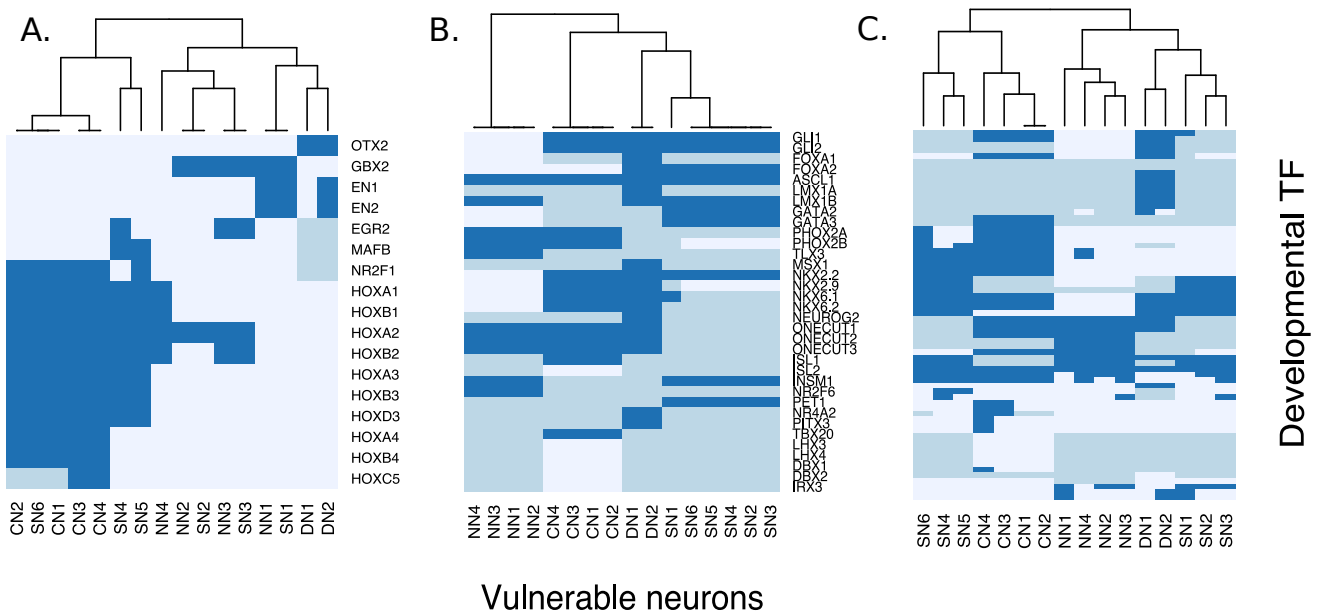 A.
B.
C.
OTX2
GBX2
EN1
EN2
EGR2
MAFB
NR2F1
HOXA1
HOXB1
HOXA2
HOXB2
HOXA3
HOXB3
HOXD3
HOXA4
HOXB4
HOXC5
CN2 SN6 CN1 CN3 CN4 SN4 SN5 NN4 NN2 SN2 NN3 SN3 NN1 SN1 DN1 DN2
GLI1
GLI2
FOXA1
FOXA2
ASCL1
LMX1A
LMX1B
GATA2
GATA3
PHOX2A
PHOX2B
TLX3
MSX1
NKX2.2
NKX2.9
NKX6.1
NKX6.2
NEUROG2
ONECUT1
ONECUT2
ONECUT3
ISL1
ISL2
INSM1
NR2F6
PET1
NR4A2
PITX3
TBX20
LHX3
LHX4
DBX1
DBX2
IRX3
NN4 NN3 NN1 NN2 CN4 CN3 CN1 CN2 DN1 DN2 SN1 SN6 SN5 SN4 SN2 SN3
SN6 SN4 SN5 CN4 CN3 CN1 CN2 NN1 NN4 NN2 NN3 DN1 DN2 SN1 SN2 SN3
Developmental TF
Vulnerable neurons